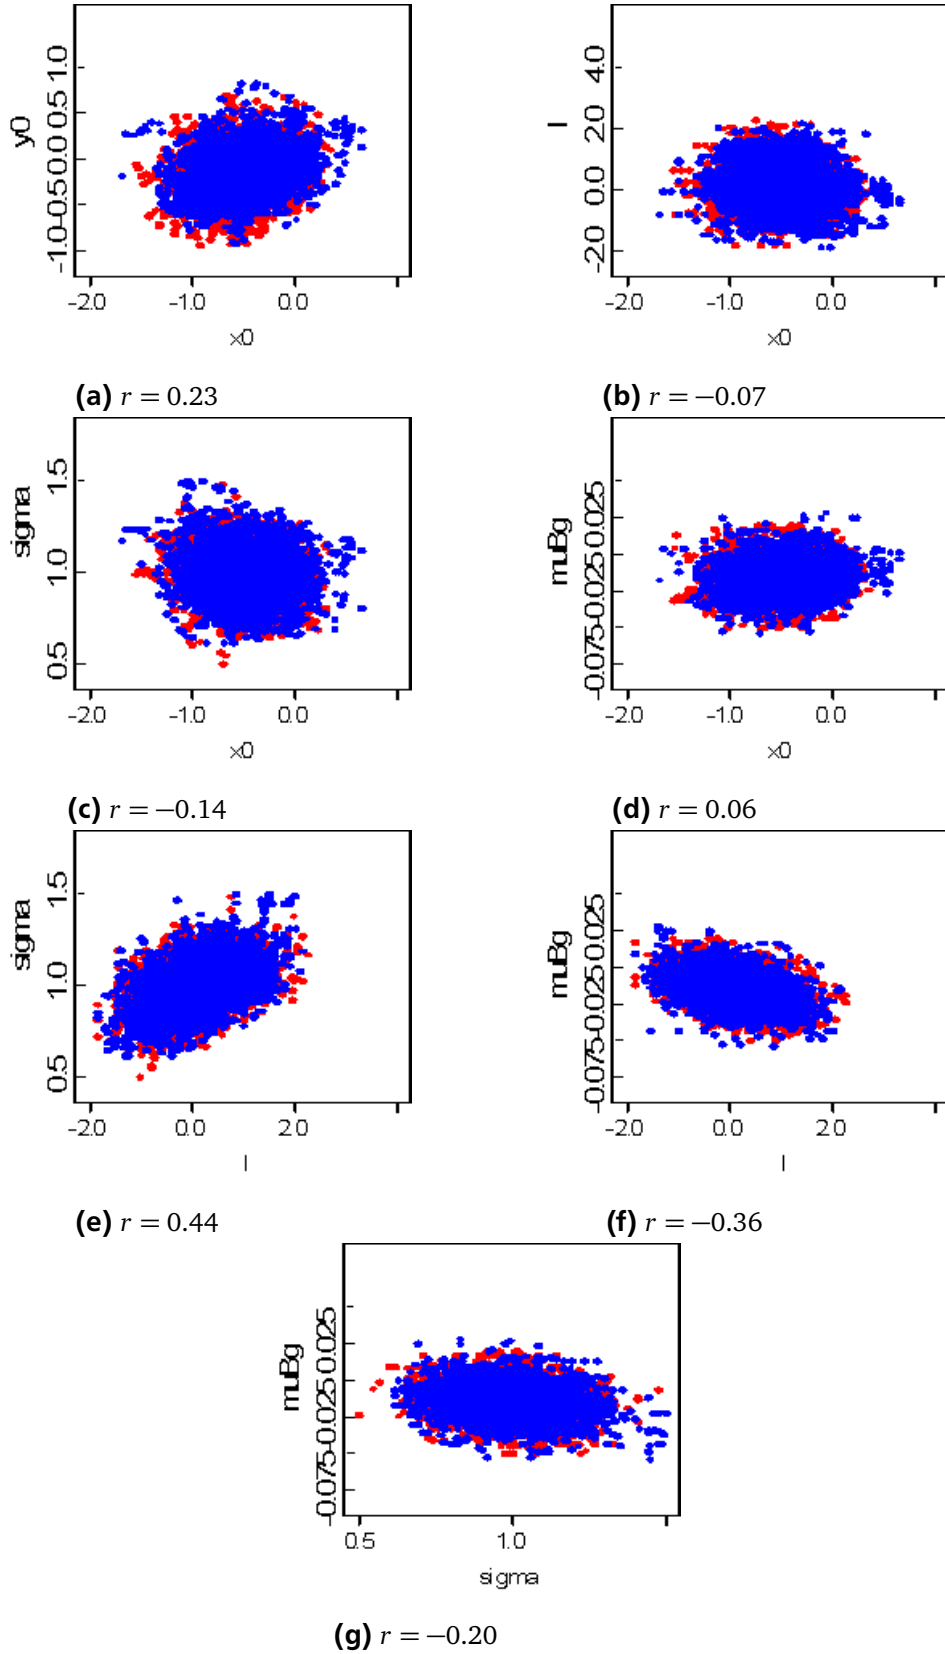 y0
1.0
0.5
0.0
-0.5
-1.0
-2.0 -1.0 0.0
x0
(a) r = 0.23
l
4.0
2.0
0.0
-2.0
-2.0 -1.0 0.0
x0
(b) r = −0.07
sigma
1.5
1.0
0.5
-2.0 -1.0 0.0
x0
(c) r = −0.14
muBg
0.025
-0.025
-0.075
-2.0 -1.0 0.0
x0
(d) r = 0.06
sigma
1.5
1.0
0.5
-2.0 0.0 2.0
l
(e) r = 0.44
muBg
0.025
-0.025
-0.075
-2.0 0.0 2.0
l
(f) r = −0.36
muBg
0.025
-0.025
-0.075
0.5 1.0
sigma
(g) r = −0.20